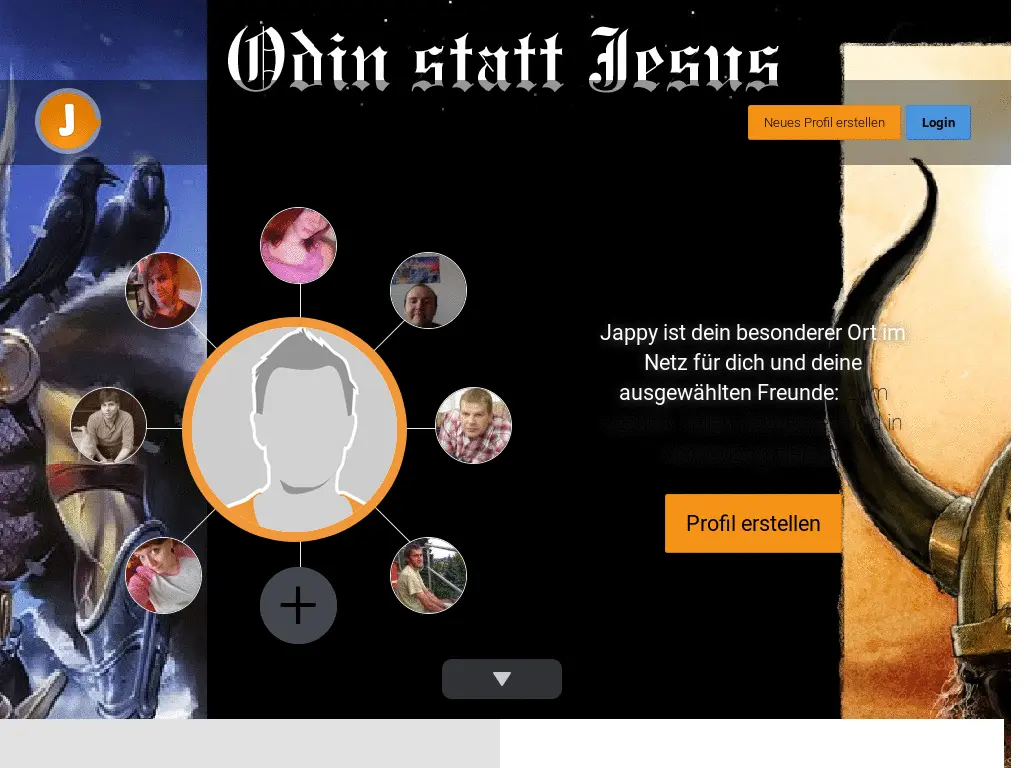 Odin statt Jesus
J
Neues Profil erstellen
Login
Jappy ist dein besonderer Ort im
Netz für dich und deine
ausgewählten Freunde:
in
Profil erstellen